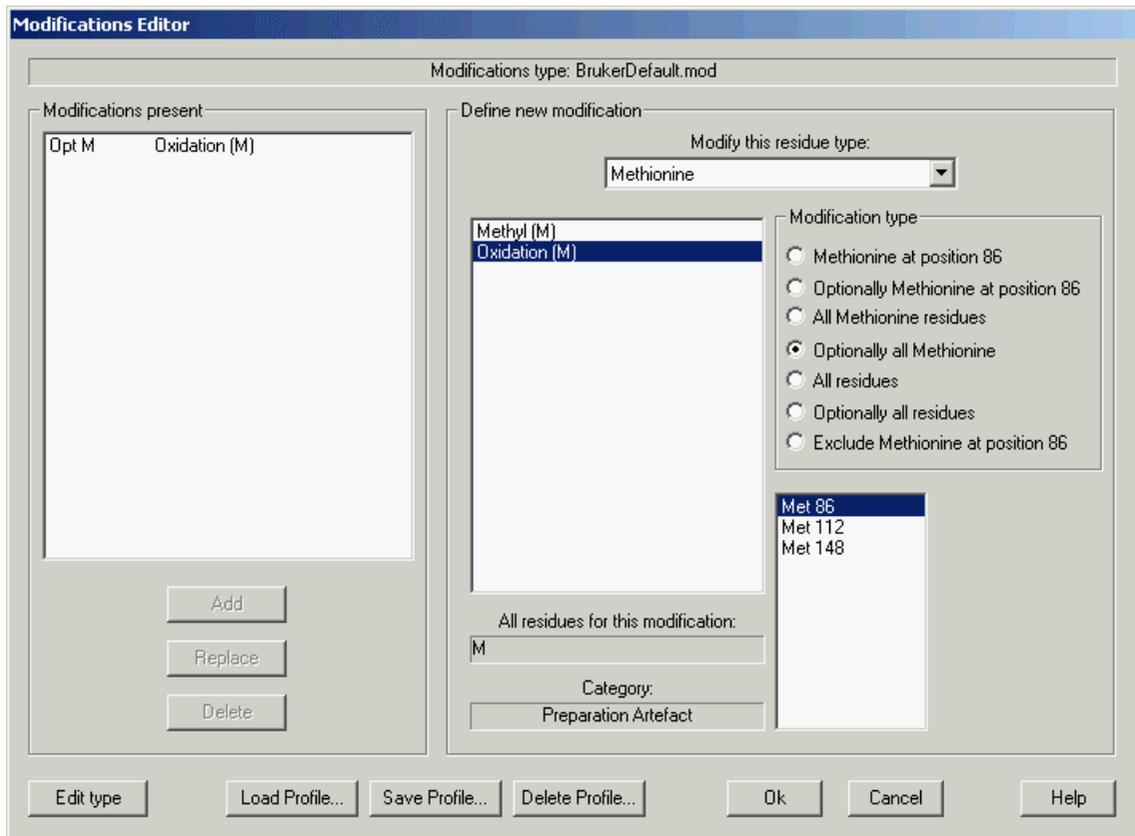 Modifications Editor
Modifications type: BrukerDefault.mod
Modifications present
Opt M Oxidation (M)
Add
Replace
Delete
Define new modification
Modify this residue type:
Methionine
Methyl (M)
Oxidation (M)
Modification type
Methionine at position 86
Optionally Methionine at position 86
All Methionine residues
Optionally all Methionine
All residues
Optionally all residues
Exclude Methionine at position 86
Met 86
Met 112
Met 148
All residues for this modification:
M
Category:
Preparation Artefact
Edit type
Load Profile...
Save Profile...
Delete Profile...
Ok
Cancel
Help